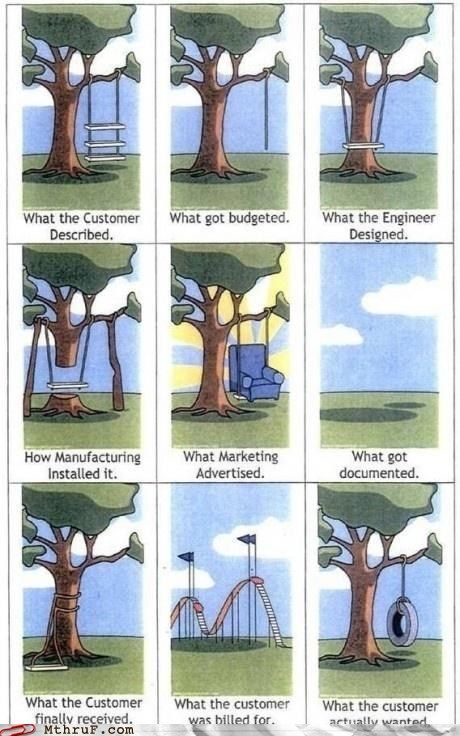 What the Customer
Described.
What got budgeted.
What the Engineer
Designed.
How Manufacturing
Installed it.
What Marketing
Advertised.
What got
documented.
What the Customer
finally received.
What the customer
was billed for.
What the customer
actually wanted.
MThruF.com